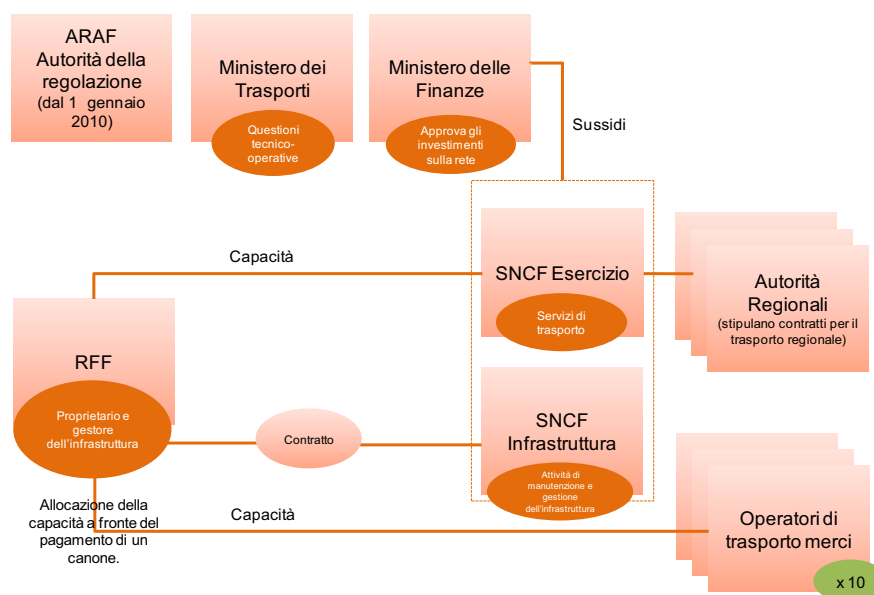 ARAF
Autorità della
regolazione
(dal 1 gennaio
2010)
Ministero dei
Trasporti
Questioni
tecnico-
operative
Ministero delle
Finanze
Approva gli
investimenti
sulla rete
Sussidi
Capacità
SNCF Esercizio
Servizi di
trasporto
Autorità
Regionali
(stipulano contratti per il
trasporto regionale)
RFF
Proprietario e
gestore
dell'infrastruttura
Contratto
SNCF
Infrastruttura
Attività di
manutenzione e
gestione
dell'infrastruttura
Allocazione della
capacità a fronte del
pagamento di un
canone.
Capacità
Operatori di
trasporto merci
x 10